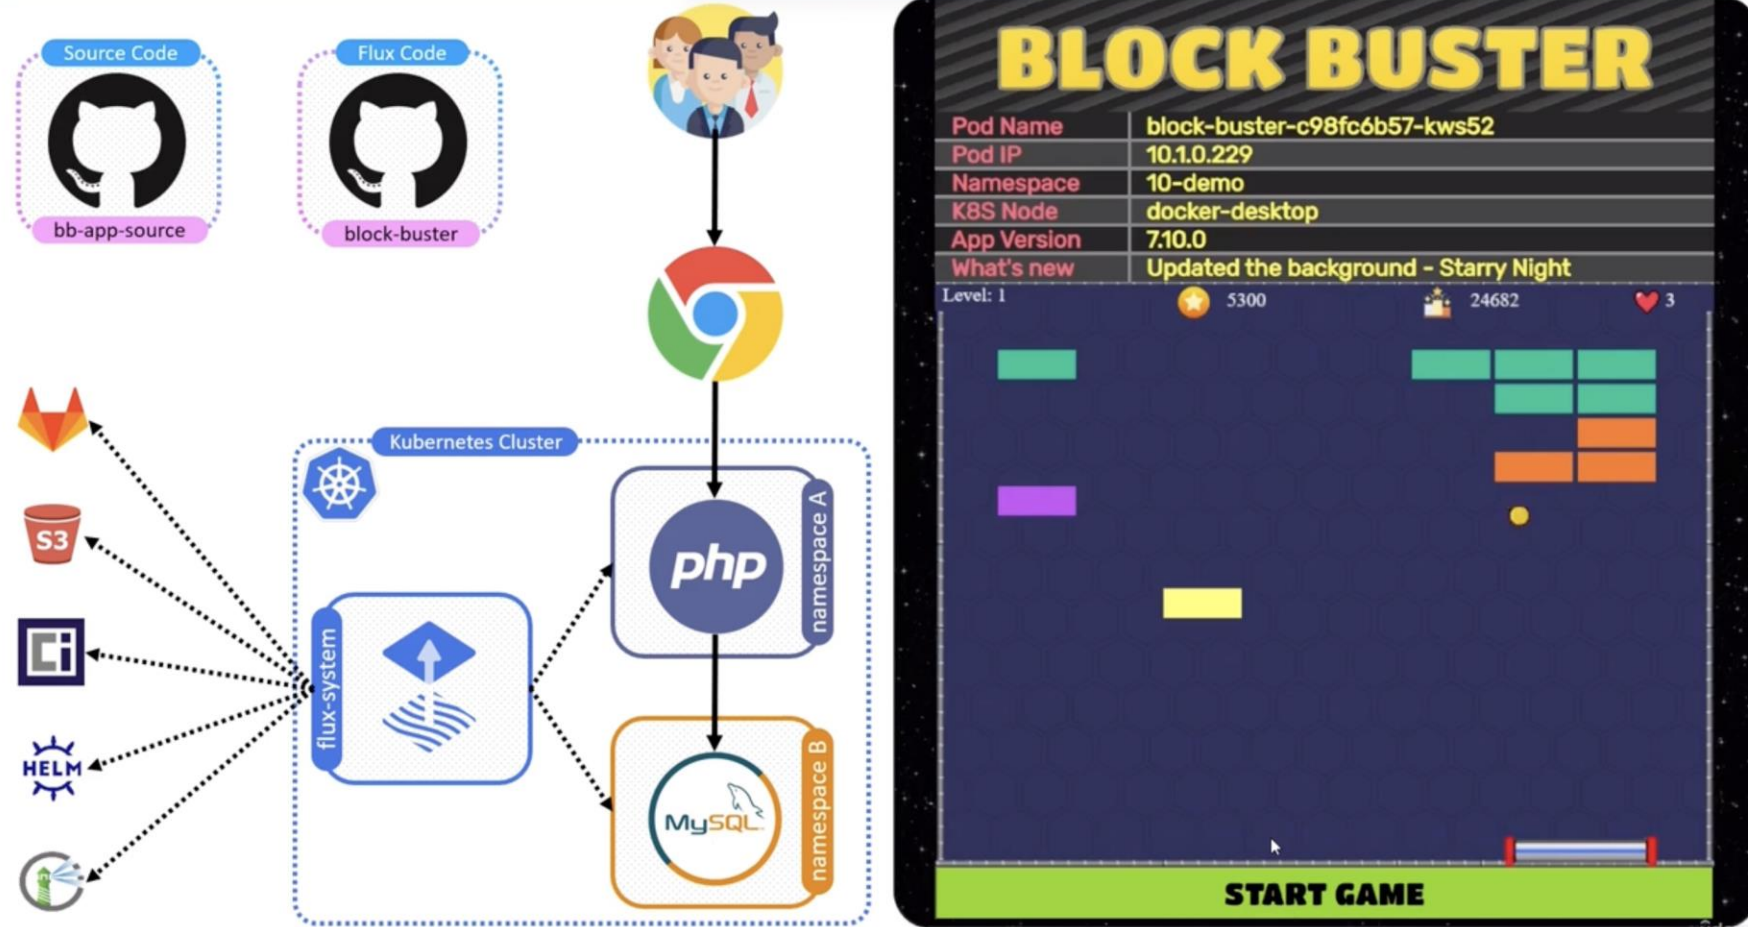 Source Code
bb-app-source
Flux Code
block-buster
S3
Ci
HELM
Kubernetes Cluster
flux-system
php
namespace A
MySQL
namespace B
BLOCK BUSTER
Pod Name block-buster-c98fc6b57-kws52
Pod IP 10.1.0.229
Namespace 10-demo
K8S Node docker-desktop
App Version 7.10.0
What's new Updated the background - Starry Night
Level: 1 5300 24682 3
START GAME